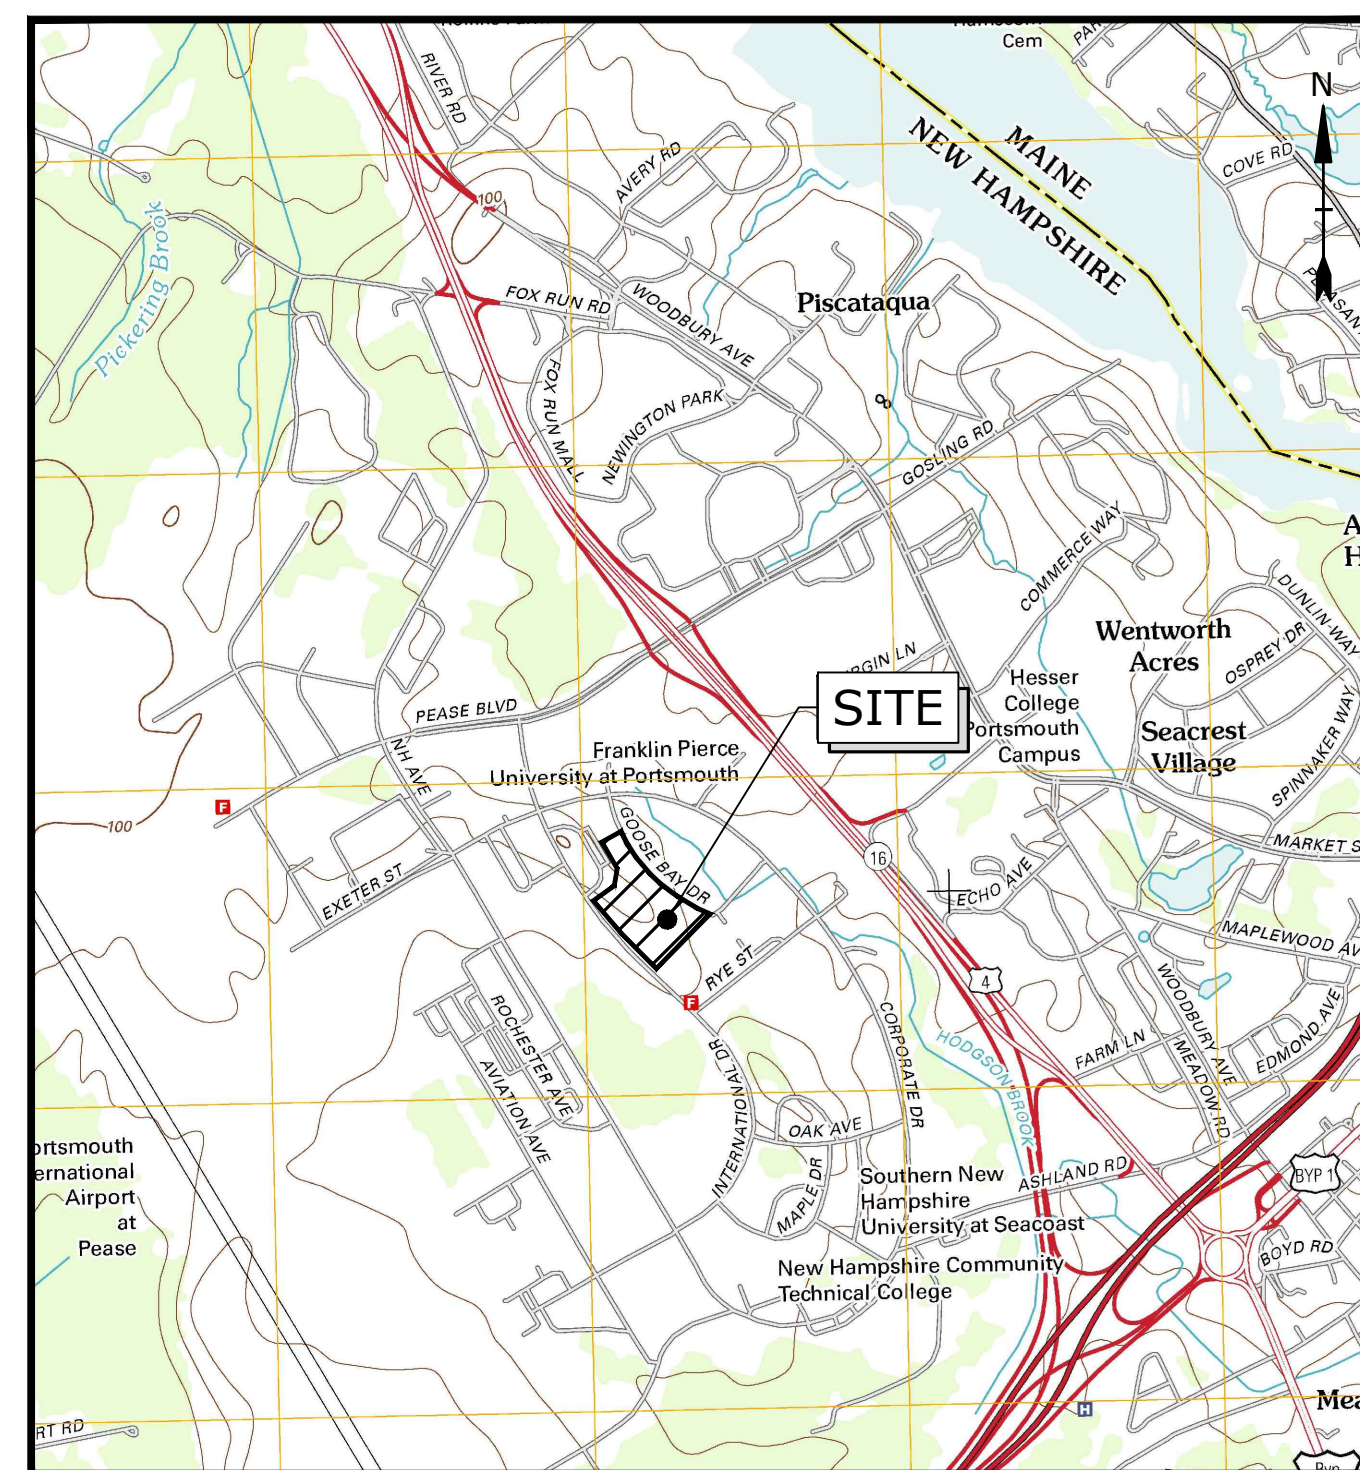 Cem
N
RIVER RD
MAINE
NEW HAMPSHIRE
COVE RD
AVERY RD
100
Pickering Brook
FOX RUN RD
WOODBURY AVE
Piscataqua
FOX RUN MALL
NEWINGTON PARK
GOSLING RD
COMMERCE WAY
DUNLIN WAY
Wentworth
Acres
OSPREY DR
SITE
Hesser
College
Portsmouth
Campus
Seacrest
Village
SPINNAKER WAY
PEASE BLVD
NH AVE
Franklin Pierce
University at Portsmouth
F
100
GOOSE BAY DR
16
MARKET S
EXETER ST
ECHO AVE
MAPLEWOOD AV
RYE ST
F
4
WOODBURY AVE
ROCHESTER AVE
AVIATION AVE
CORPORATE DR
HODGSON BROOK
FARM LN
MEADOW RD
EDMOND AVE
INTERNATIONAL DR
OAK AVE
MAPLE DR
ASHLAND RD
BYP 1
ortsmouth
ernational
Airport
at
Pease
Southern New
Hampshire
University at Seacoast
BOYD RD
New Hampshire Community
Technical College
H
Mea
RT RD